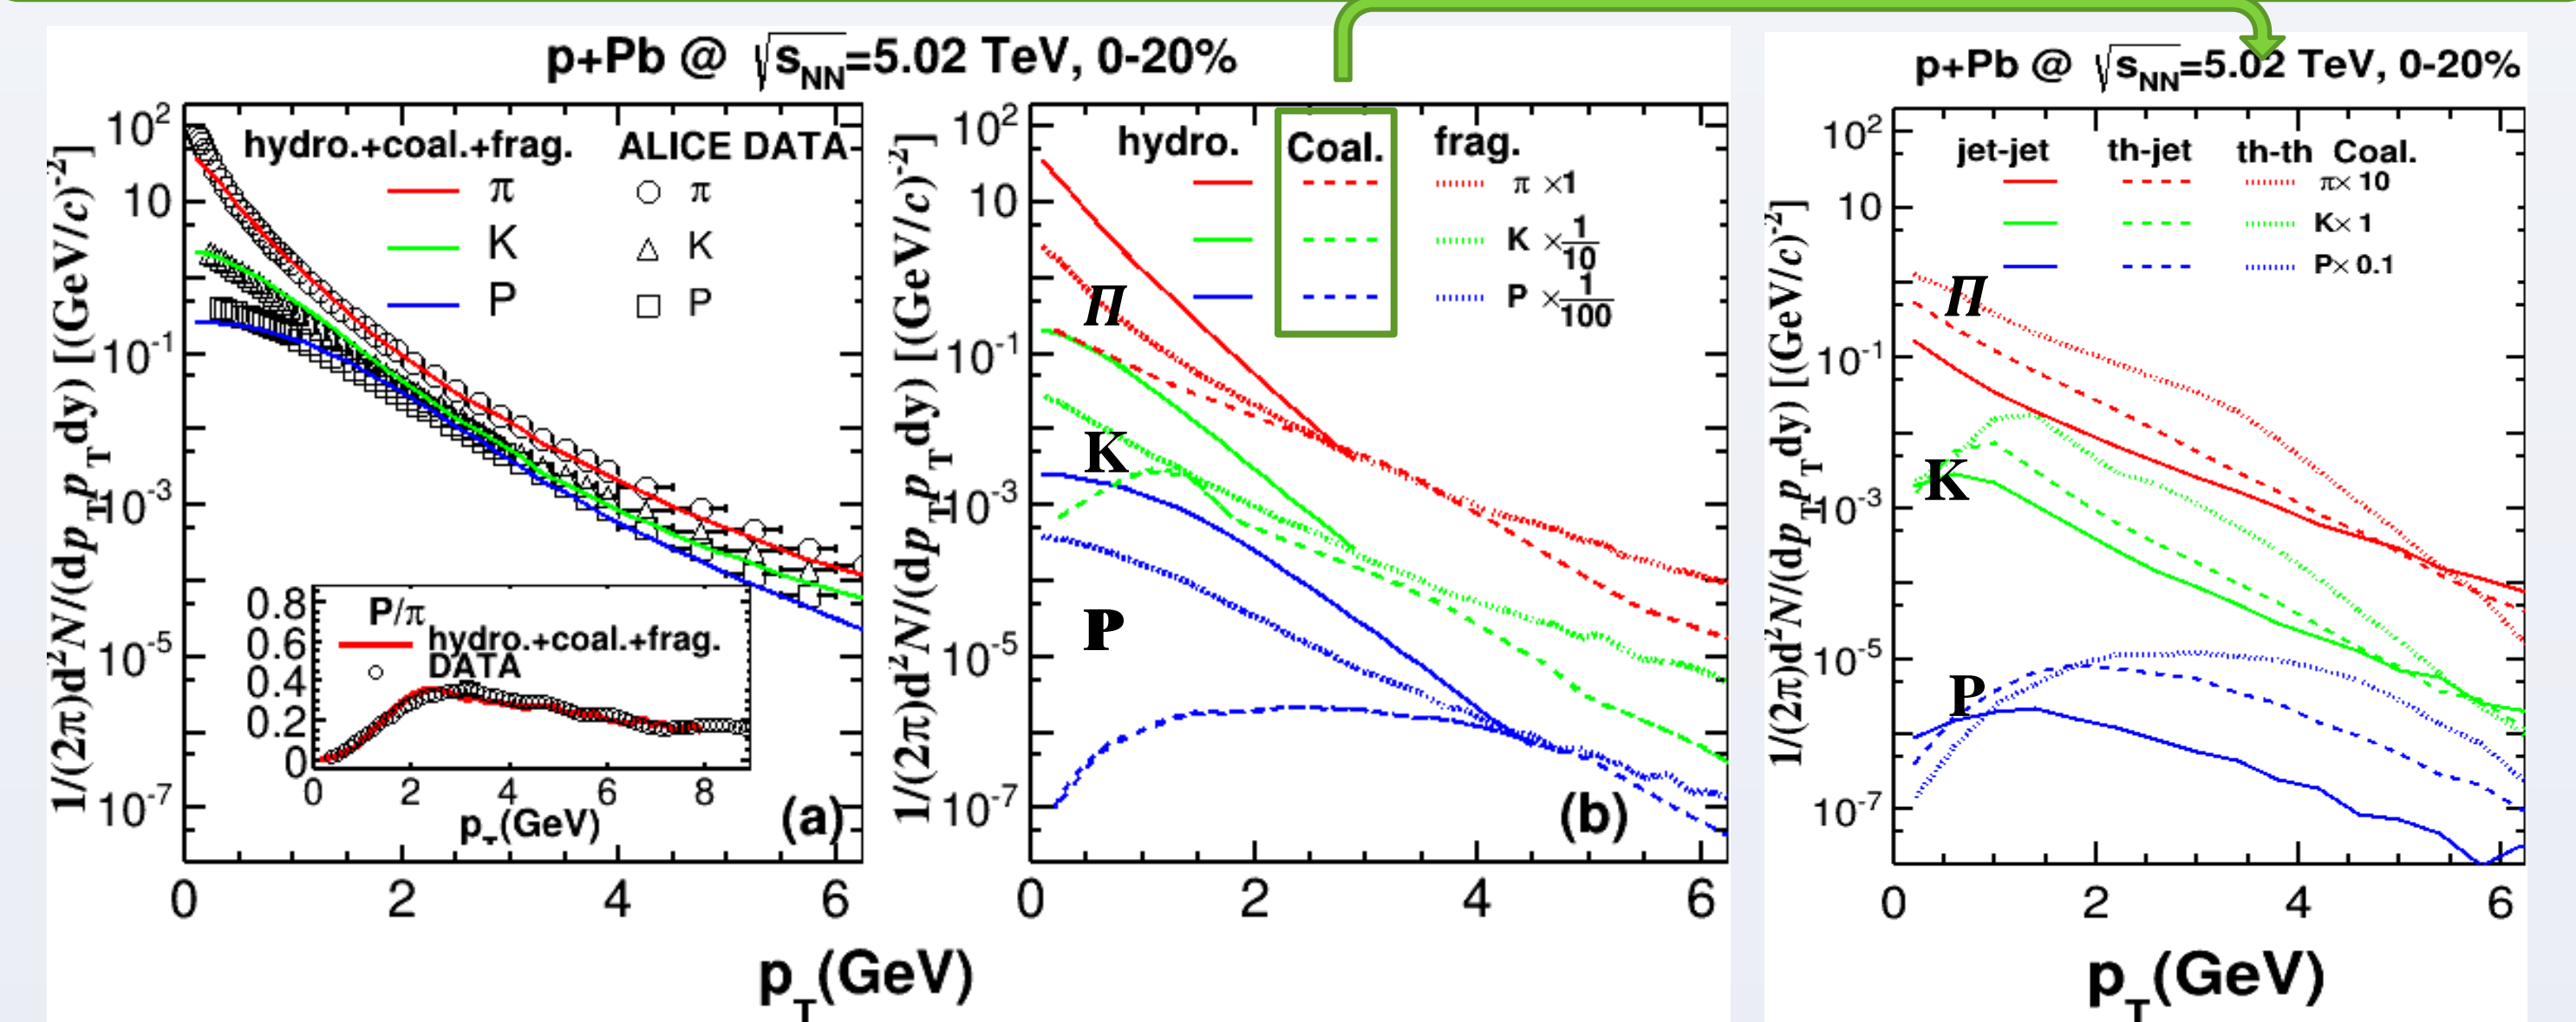 p+Pb @ √sNN=5.02 TeV, 0-20%
1/(2π)d²N/(dpTpTdy) [(GeV/c)⁻²]
10²
10
10⁻¹
10⁻³
10⁻⁵
10⁻⁷
hydro.+coal.+frag. ALICE DATA
π π
K K
P P
P/π
hydro.+coal.+frag.
DATA
0.8
0.6
0.4
0.2
0
0 2 4 6 8
pT(GeV)
(a)
0 2 4 6
1/(2π)d²N/(dpTpTdy) [(GeV/c)⁻²]
10²
10
10⁻¹
10⁻³
10⁻⁵
10⁻⁷
hydro. Coal. frag.
π ×1
K ×1/10
P ×1/100
Π
K
P
(b)
0 2 4 6
pT(GeV)
p+Pb @ √sNN=5.02 TeV, 0-20%
1/(2π)d²N/(dpTpTdy) [(GeV/c)⁻²]
10²
10
10⁻¹
10⁻³
10⁻⁵
10⁻⁷
jet-jet th-jet th-th Coal.
π× 10
K× 1
P× 0.1
Π
K
P
0 2 4 6
pT(GeV)